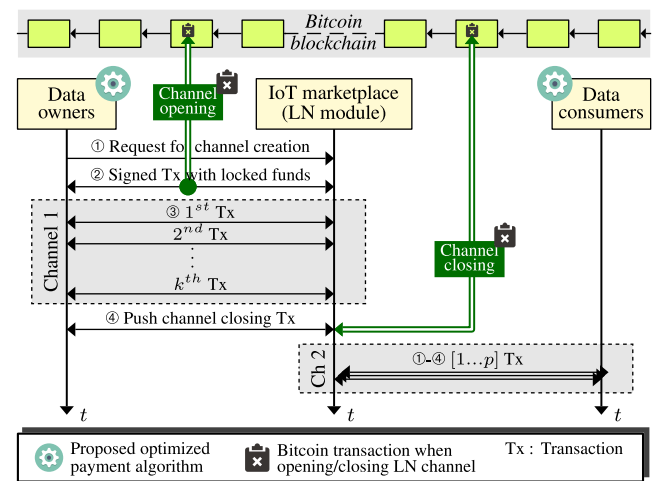 Bitcoin
blockchain
Data
owners
Channel
opening
IoT marketplace
(LN module)
Data
consumers
① Request for channel creation
② Signed Tx with locked funds
Channel 1
③ 1st Tx
2nd Tx
⋮
kth Tx
Channel
closing
④ Push channel closing Tx
Ch 2
①-④ [1...p] Tx
t
t
t
Proposed optimized
payment algorithm
Bitcoin transaction when
opening/closing LN channel
Tx : Transaction